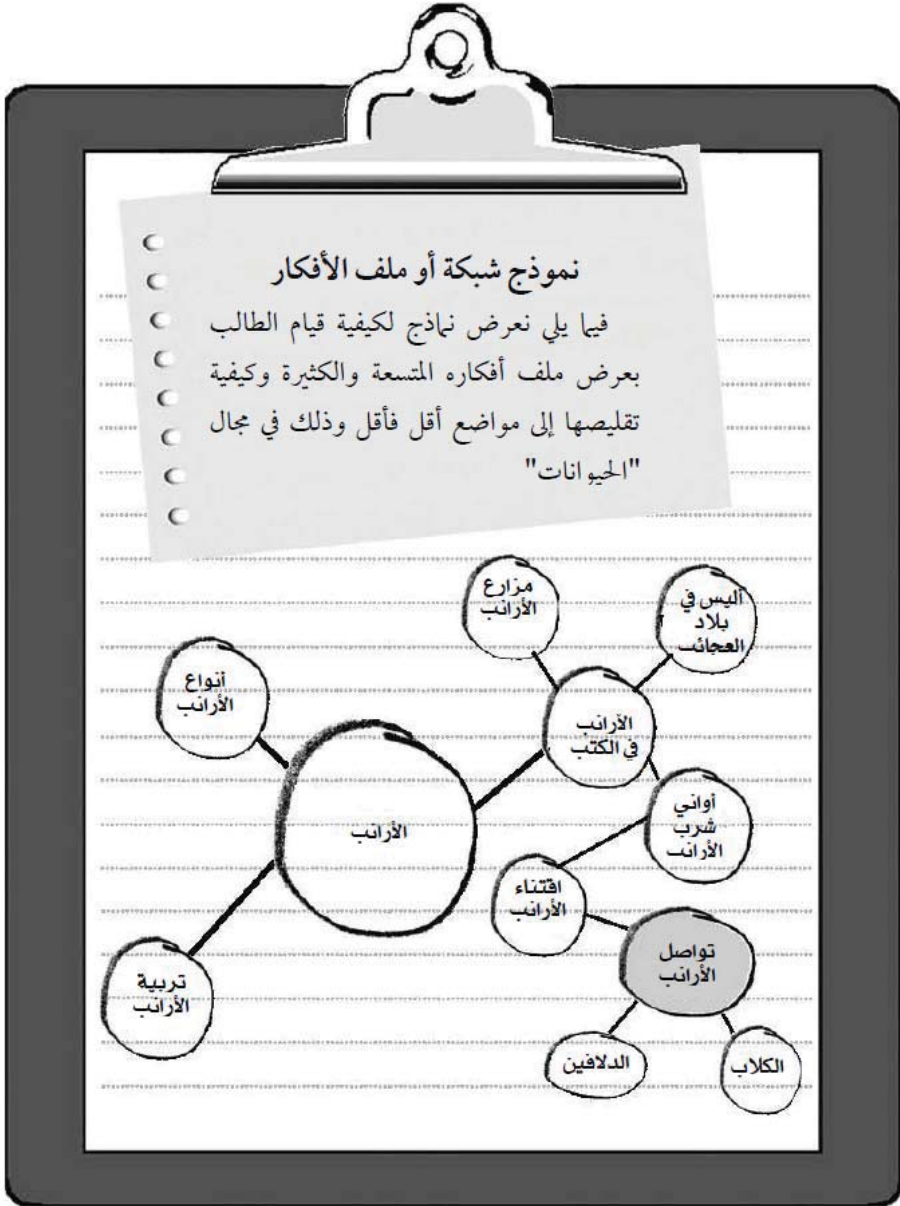 نموذج شبكة أو ملف الأفكار
فيما يلي نعرض نماذج لكيفية قيام الطالب
بعرض ملف أفكاره المتسعة والكثيرة وكيفية
تقليصها إلى مواضع أقل فأقل وذلك في مجال
"الحيوانات"
مزارع
الأرانب
آليس في
بلاد
العجائب
أنواع
الأرانب
الأرانب
في الكتب
الأرانب
أواني
شرب
الأرانب
اقتناء
الأرانب
تواصل
الأرانب
تربية
الأرانب
الدلافين
الكلاب